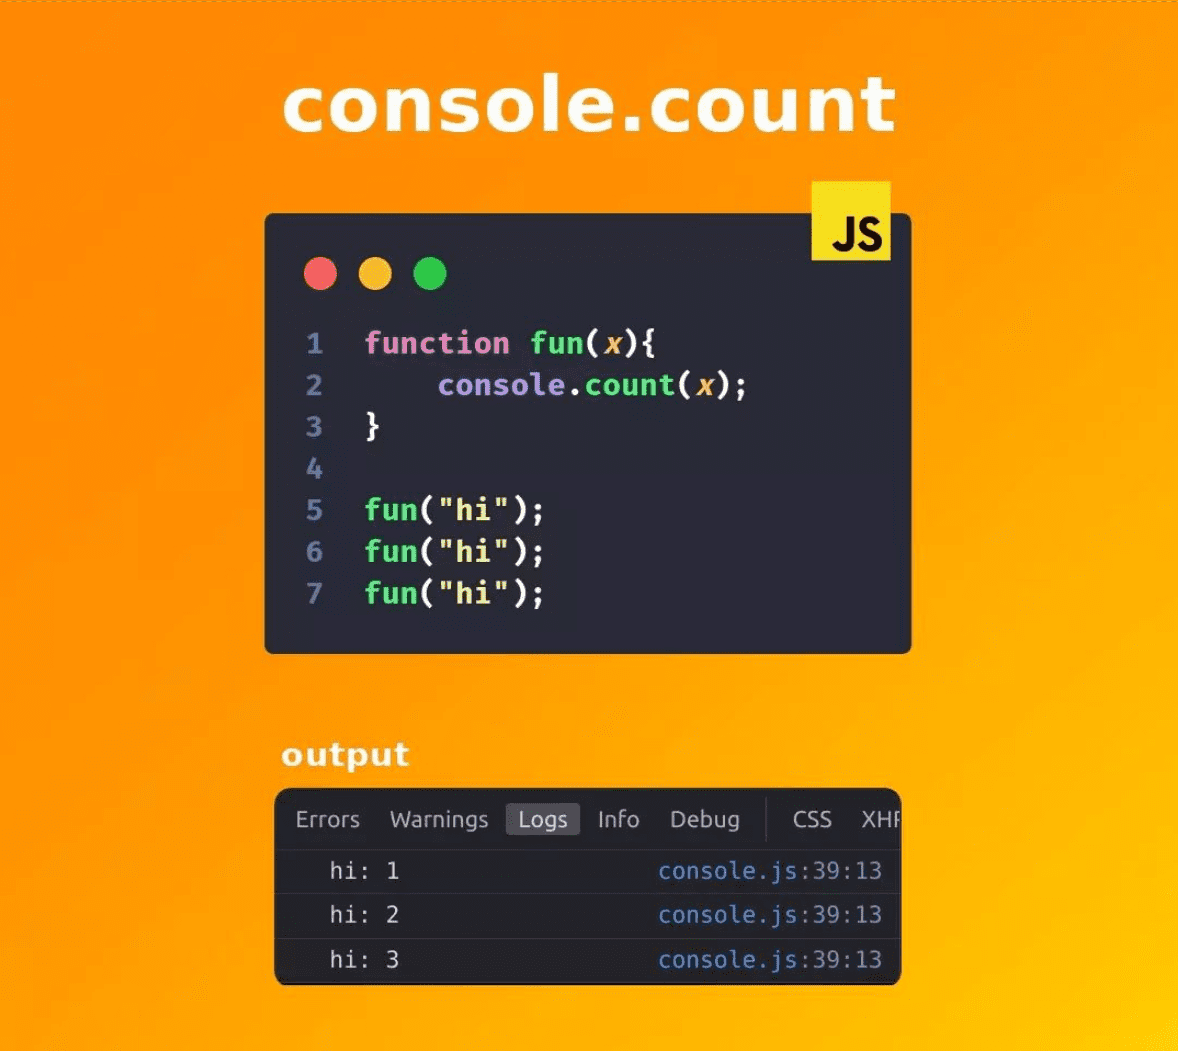 console.count
JS
1 function fun(x){
2     console.count(x);
3 }
4
5 fun("hi");
6 fun("hi");
7 fun("hi");
output
Errors Warnings Logs Info Debug CSS XHR
hi: 1 console.js:39:13
hi: 2 console.js:39:13
hi: 3 console.js:39:13